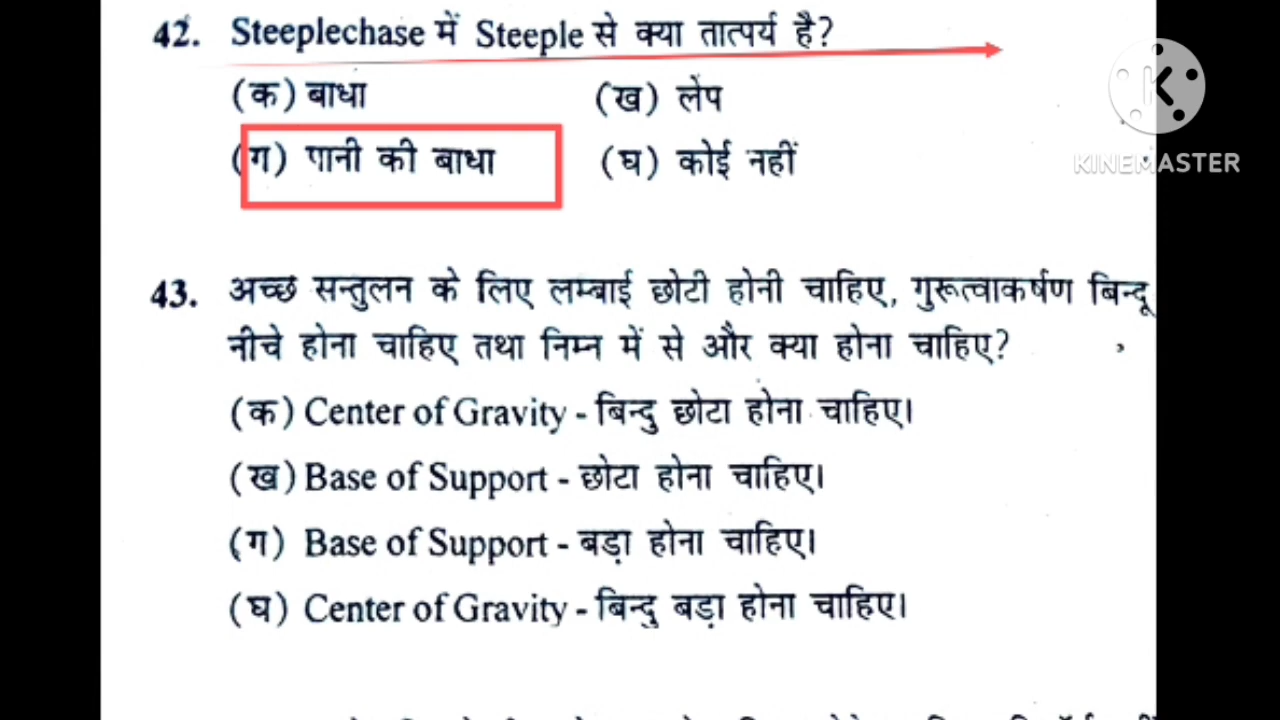 42. Steeplechase में Steeple से क्या तात्पर्य है?
(क) बाधा (ख) लेप
(ग) पानी की बाधा (घ) कोई नहीं
KINEMASTER
43. अच्छे सन्तुलन के लिए लम्बाई छोटी होनी चाहिए, गुरूत्वाकर्षण बिन्दू
नीचे होना चाहिए तथा निम्न में से और क्या होना चाहिए?
(क) Center of Gravity - बिन्दु छोटा होना चाहिए।
(ख) Base of Support - छोटा होना चाहिए।
(ग) Base of Support - बड़ा होना चाहिए।
(घ) Center of Gravity - बिन्दु बड़ा होना चाहिए।